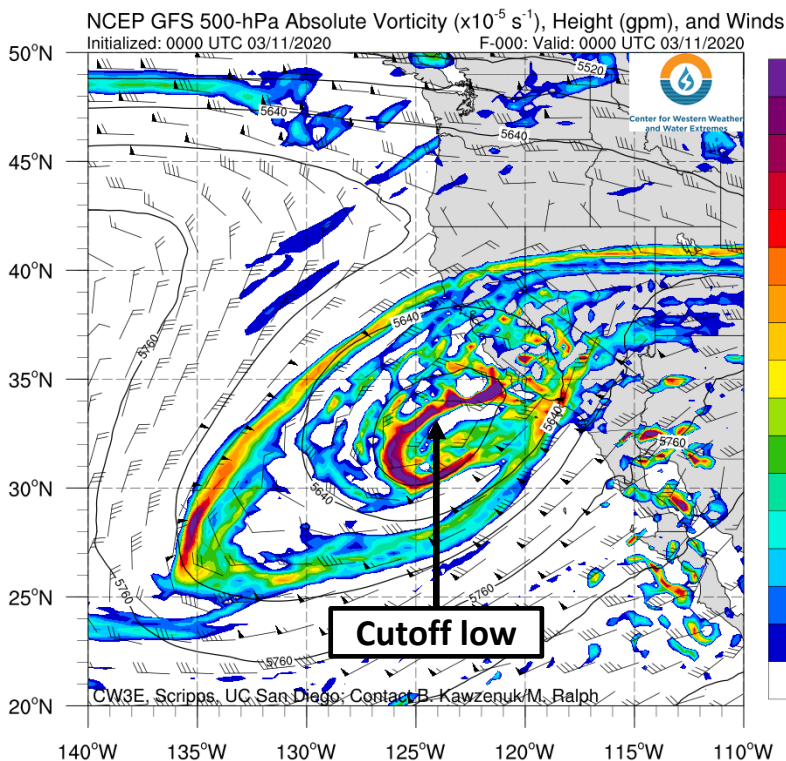 NCEP GFS 500-hPa Absolute Vorticity (x10⁻⁵ s⁻¹), Height (gpm), and Winds
Initialized: 0000 UTC 03/11/2020 F-000: Valid: 0000 UTC 03/11/2020
50°N
5520
Center for Western Weather
and Water Extremes
5640
5640
45°N
40°N
5640
5760
35°N
5640
5760
30°N
5640
5760
25°N
Cutoff low
5760
5760
CW3E, Scripps, UC San Diego; Contact B. Kawzenuk/M. Ralph
20°N
140°W 135°W 130°W 125°W 120°W 115°W 110°W